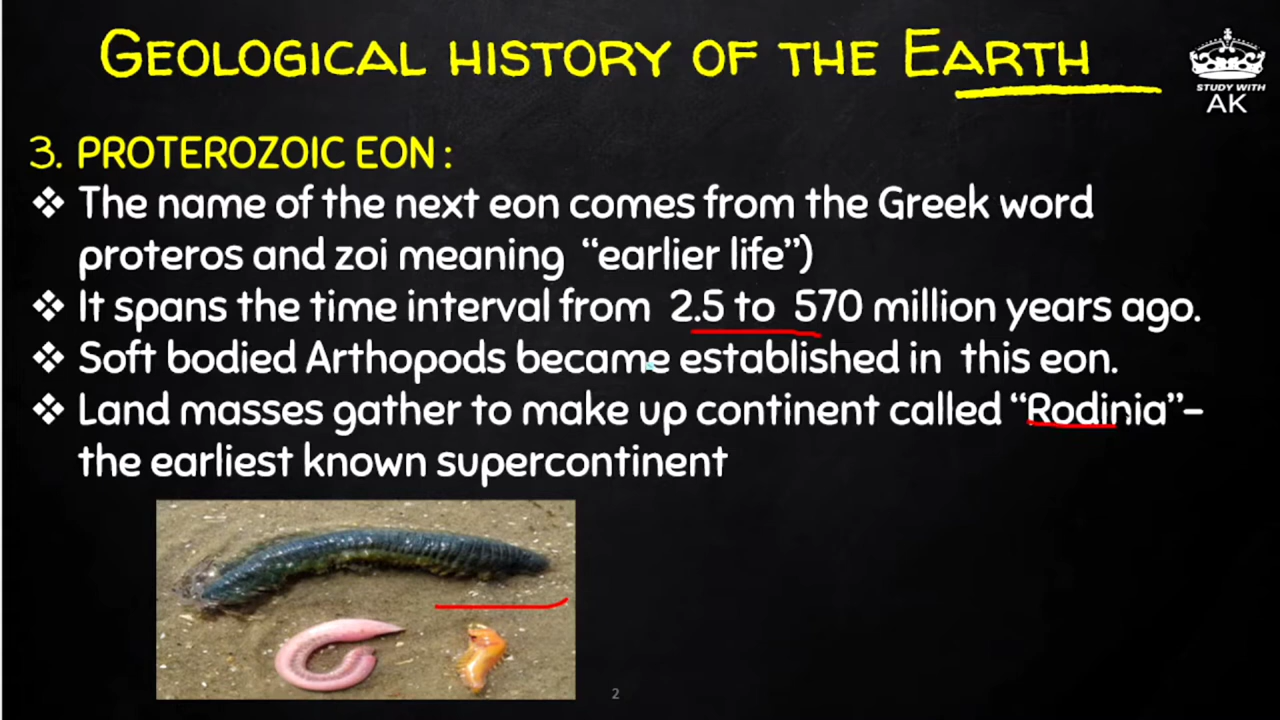 GEOLOGICAL HISTORY OF THE EARTH
STUDY WITH
AK
3. PROTEROZOIC EON :
❖ The name of the next eon comes from the Greek word
proteros and zoi meaning “earlier life”)
❖ It spans the time interval from 2.5 to 570 million years ago.
❖ Soft bodied Arthopods became established in this eon.
❖ Land masses gather to make up continent called “Rodinia”–
the earliest known supercontinent
2